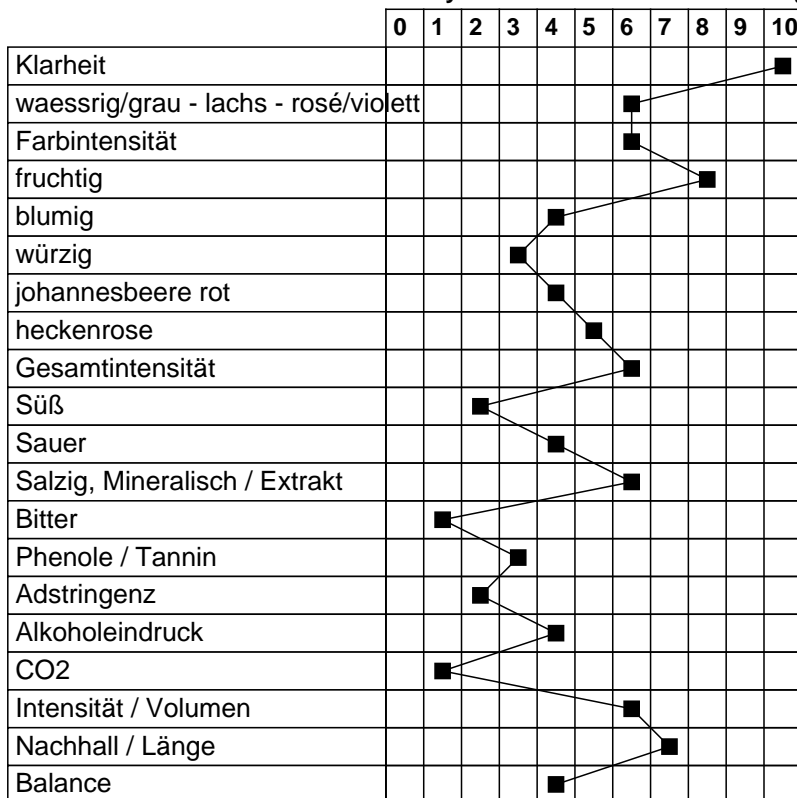 0 1 2 3 4 5 6 7 8 9 10
Klarheit
waessrig/grau - lachs - rosé/violett
Farbintensität
fruchtig
blumig
würzig
johannesbeere rot
heckenrose
Gesamtintensität
Süß
Sauer
Salzig, Mineralisch / Extrakt
Bitter
Phenole / Tannin
Adstringenz
Alkoholeindruck
CO2
Intensität / Volumen
Nachhall / Länge
Balance